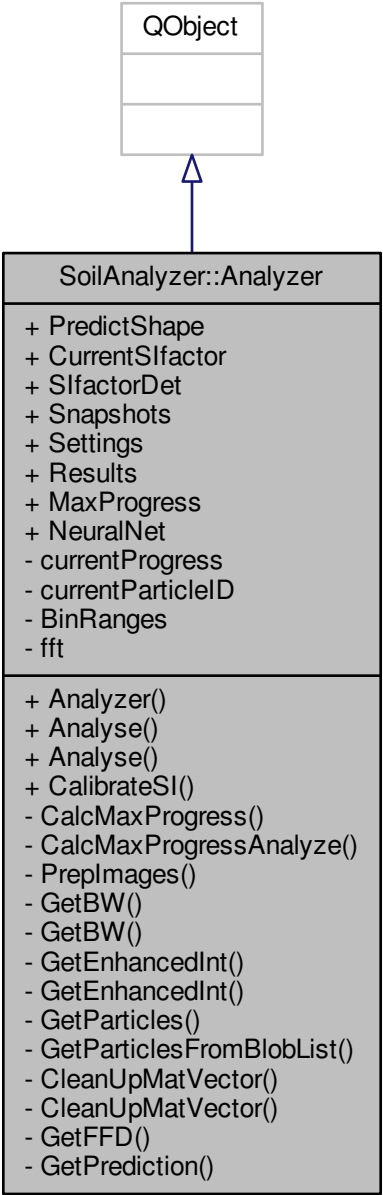 QObject
SoilAnalyzer::Analyzer
+ PredictShape
+ CurrentSIfactor
+ SIfactorDet
+ Snapshots
+ Settings
+ Results
+ MaxProgress
+ NeuralNet
- currentProgress
- currentParticleID
- BinRanges
- fft
+ Analyzer()
+ Analyse()
+ Analyse()
+ CalibrateSI()
- CalcMaxProgress()
- CalcMaxProgressAnalyze()
- PrepImages()
- GetBW()
- GetBW()
- GetEnhancedInt()
- GetEnhancedInt()
- GetParticles()
- GetParticlesFromBlobList()
- CleanUpMatVector()
- CleanUpMatVector()
- GetFFD()
- GetPrediction()